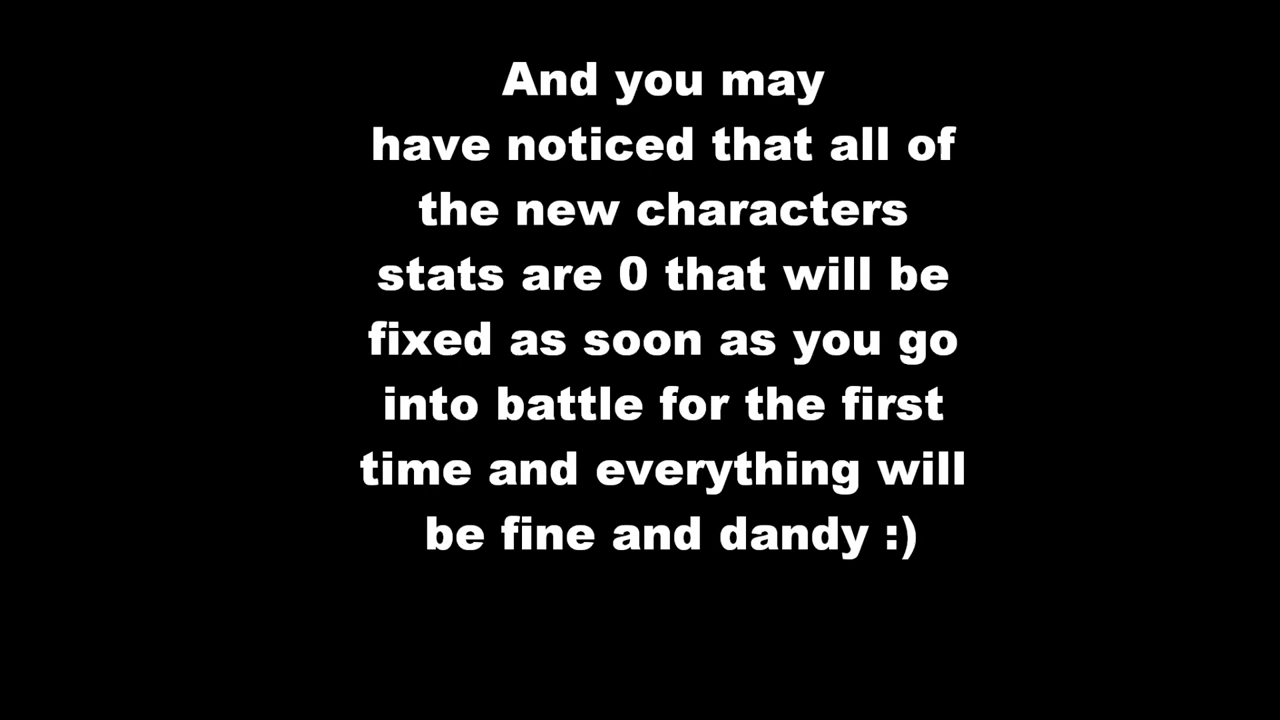 And you may
have noticed that all of
the new characters
stats are 0 that will be
fixed as soon as you go
into battle for the first
time and everything will
be fine and dandy :)